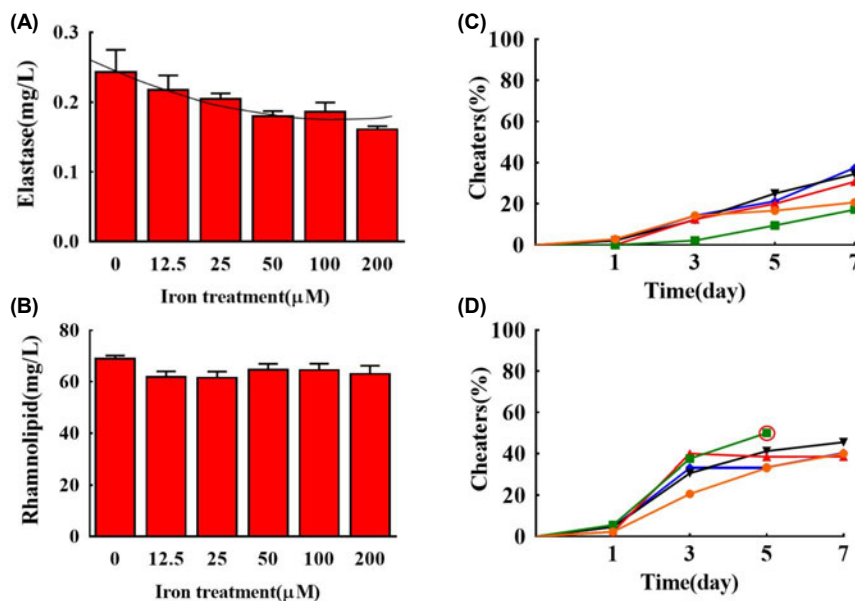 (A)
Elastase(mg/L)
0.3
0.2
0.1
0.0
0 12.5 25 50 100 200
Iron treatment(μM)
(B)
Rhamnolipid(mg/L)
80
60
40
20
0
0 12.5 25 50 100 200
Iron treatment(μM)
(C)
Cheaters(%)
100
80
60
40
20
0
1 3 5 7
Time(day)
(D)
Cheaters(%)
100
80
60
40
20
0
1 3 5 7
Time(day)